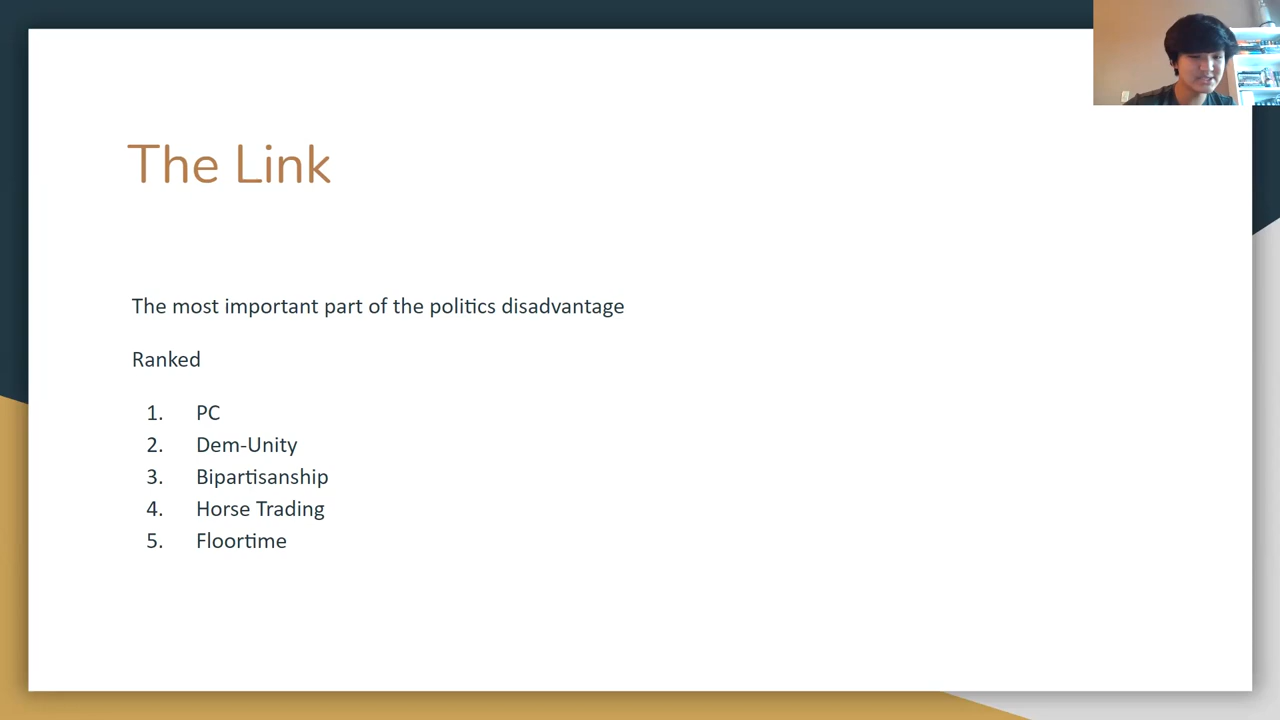 The Link
The most important part of the politics disadvantage
Ranked
1. PC
2. Dem-Unity
3. Bipartisanship
4. Horse Trading
5. Floortime